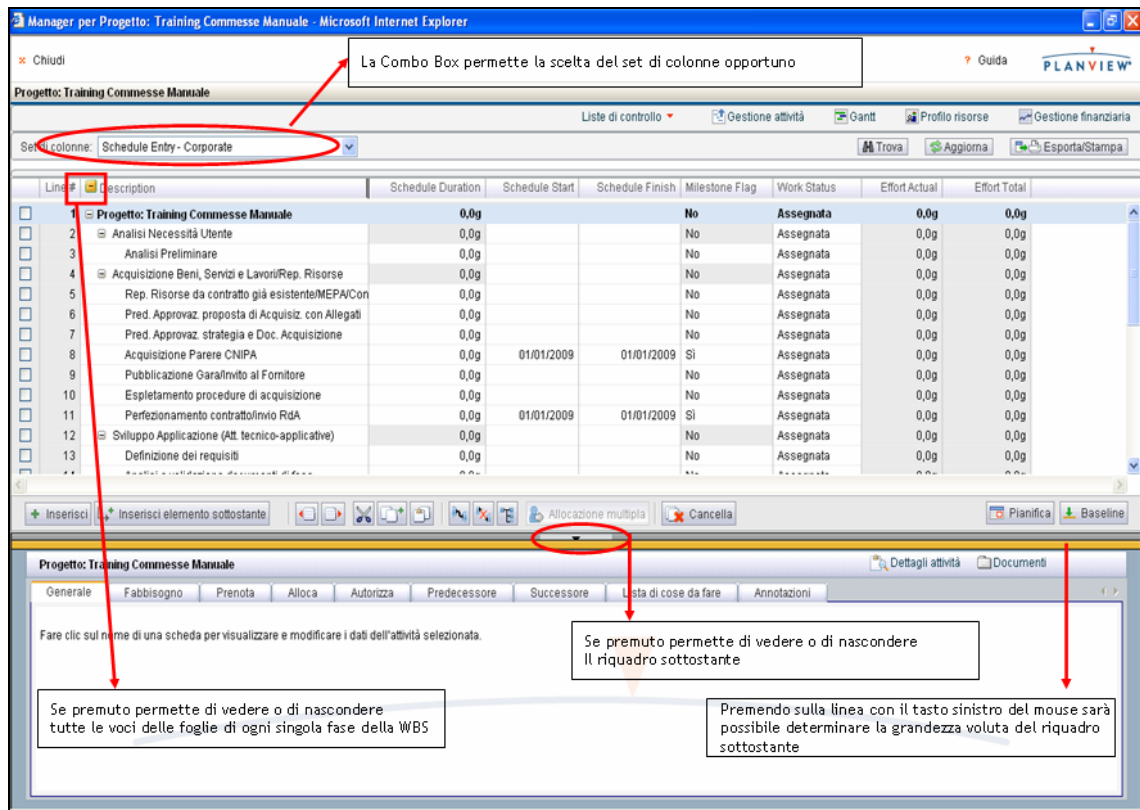 Manager per Progetto: Training Commesse Manuale - Microsoft Internet Explorer
× Chiudi
La Combo Box permette la scelta del set di colonne opportuno
? Guida
PLANVIEW
Progetto: Training Commesse Manuale
Liste di controllo Gestione attività Gantt Profilo risorse Gestione finanziaria
Set di colonne: Schedule Entry - Corporate Trova Aggiorna Esporta/Stampa
Line # Description Schedule Duration Schedule Start Schedule Finish Milestone Flag Work Status Effort Actual Effort Total
1 Progetto: Training Commesse Manuale 0,0g No Assegnata 0,0g 0,0g
2 Analisi Necessità Utente 0,0g No Assegnata 0,0g 0,0g
3 Analisi Preliminare 0,0g No Assegnata 0,0g 0,0g
4 Acquisizione Beni, Servizi e Lavori/Rep. Risorse 0,0g No Assegnata 0,0g 0,0g
5 Rep. Risorse da contratto già esistente/MEPA/Con 0,0g No Assegnata 0,0g 0,0g
6 Pred. Approvaz. proposta di Acquisiz. con Allegati 0,0g No Assegnata 0,0g 0,0g
7 Pred. Approvaz. strategia e Doc. Acquisizione 0,0g No Assegnata 0,0g 0,0g
8 Acquisizione Parere CNIPA 0,0g 01/01/2009 01/01/2009 Sì Assegnata 0,0g 0,0g
9 Pubblicazione Gara/Invito al Fornitore 0,0g No Assegnata 0,0g 0,0g
10 Espletamento procedure di acquisizione 0,0g No Assegnata 0,0g 0,0g
11 Perfezionamento contratto/invio RdA 0,0g 01/01/2009 01/01/2009 Sì Assegnata 0,0g 0,0g
12 Sviluppo Applicazione (Att. tecnico-applicative) 0,0g No Assegnata 0,0g 0,0g
13 Definizione dei requisiti 0,0g No Assegnata 0,0g 0,0g
Inserisci Inserisci elemento sottostante Allocazione multipla Cancella Pianifica Baseline
Progetto: Training Commesse Manuale Dettagli attività Documenti
Generale Fabbisogno Prenota Alloca Autorizza Predecessore Successore Lista di cose da fare Annotazioni
Fare clic sul nome di una scheda per visualizzare e modificare i dati dell'attività selezionata.
Se premuto permette di vedere o di nascondere
Il riquadro sottostante
Se premuto permette di vedere o di nascondere
tutte le voci delle foglie di ogni singola fase della WBS
Premendo sulla linea con il tasto sinistro del mouse sarà
possibile determinare la grandezza voluta del riquadro
sottostante